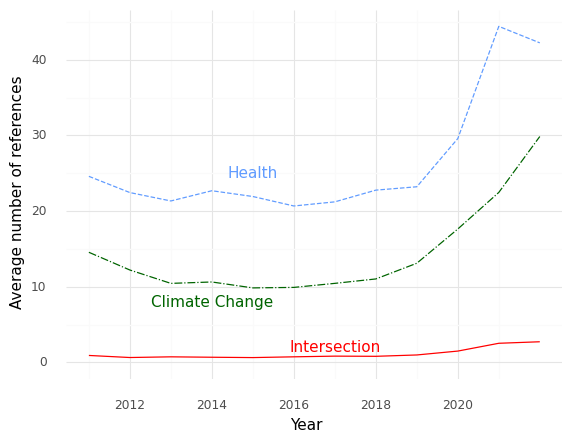 40
30
20
10
0
Average number of references
Health
Climate Change
Intersection
2012 2014 2016 2018 2020
Year